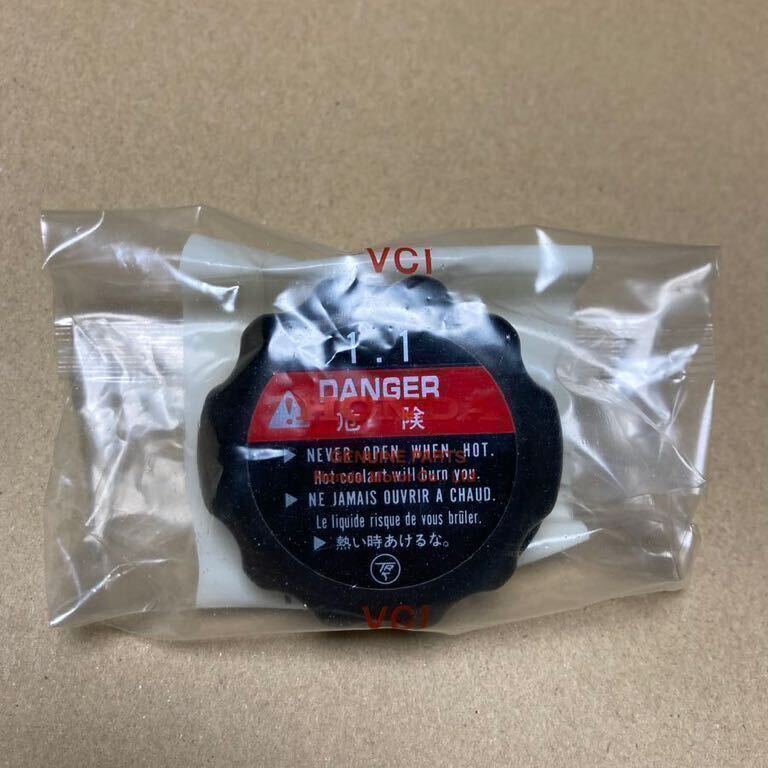 VCI
1.1
DANGER
危険
HONDA
NEVER OPEN WHEN HOT.
GENUINE PARTS
Hot coolant will burn you.
NE JAMAIS OUVRIR À CHAUD.
Le liquide risque de vous brûler.
熱い時あけるな。
VCI